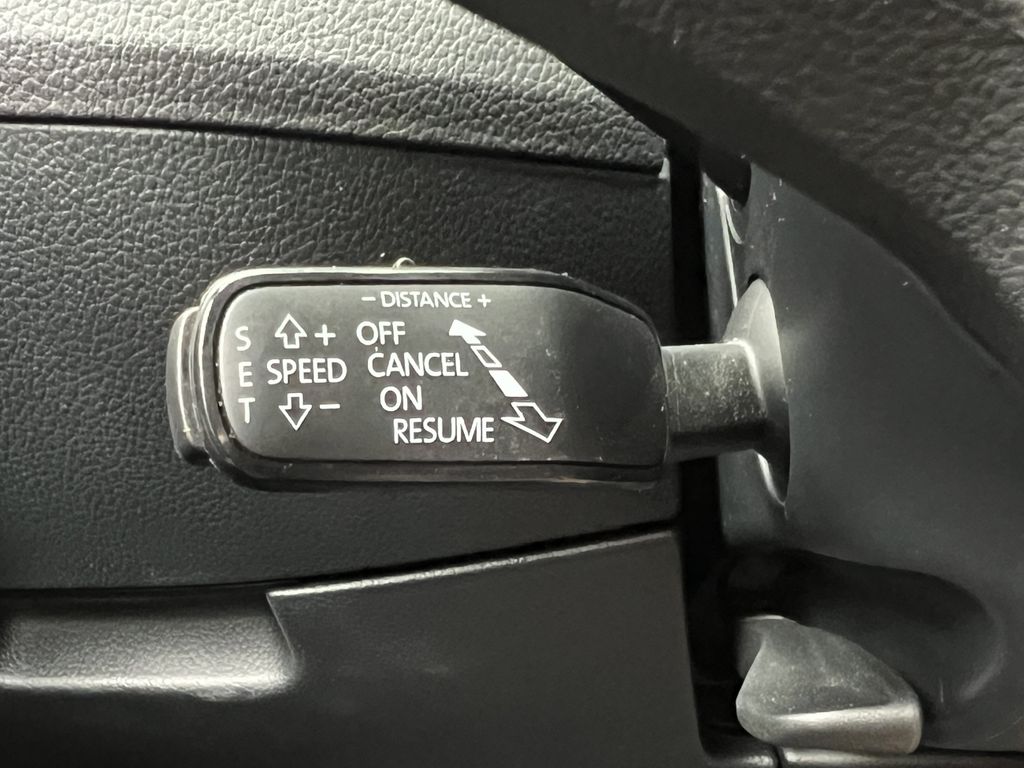 - DISTANCE +
S
E
T
+
SPEED
-
OFF
CANCEL
ON
RESUME